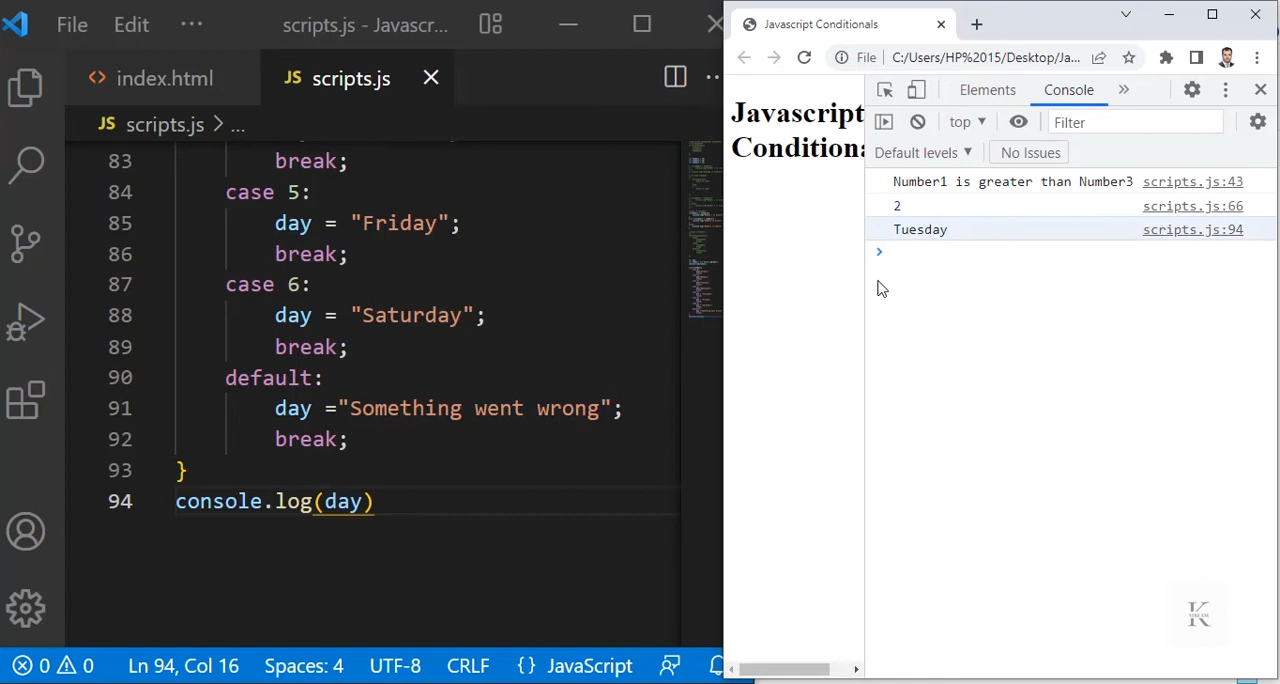 File Edit ··· scripts.js - Javascr...
index.html JS scripts.js
JS scripts.js > ...
83 break;
84 case 5:
85 day = "Friday";
86 break;
87 case 6:
88 day = "Saturday";
89 break;
90 default:
91 day ="Something went wrong";
92 break;
93 }
94 console.log(day)
0 0 Ln 94, Col 16 Spaces: 4 UTF-8 CRLF {} JavaScript
Javascript Conditionals
File C:/Users/HP%2015/Desktop/Ja...
Javascript
Conditiona
Elements Console »
top Filter
Default levels No Issues
Number1 is greater than Number3 scripts.js:43
2 scripts.js:66
Tuesday scripts.js:94
>
K